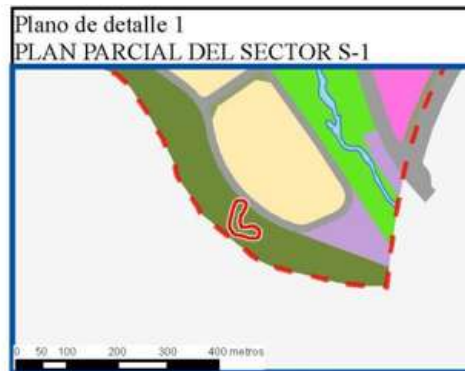 Plano de detalle 1
PLAN PARCIAL DEL SECTOR S-1
0 50 100 200 300 400 metros